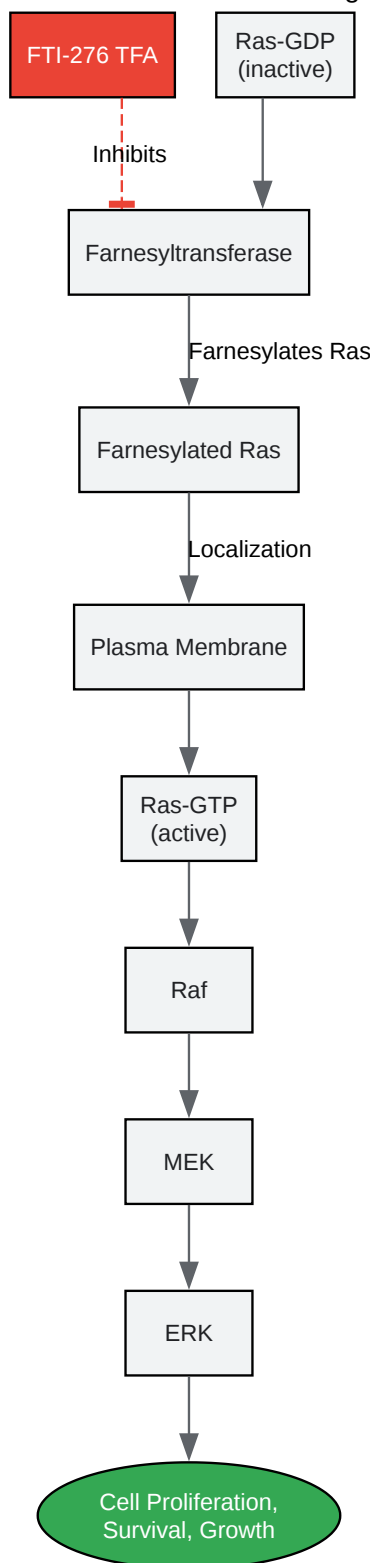 FTI-276 TFA
Ras-GDP
(inactive)
Inhibits
Farnesyltransferase
Farnesylates Ras
Farnesylated Ras
Localization
Plasma Membrane
Ras-GTP
(active)
Raf
MEK
ERK
Cell Proliferation,
Survival, Growth